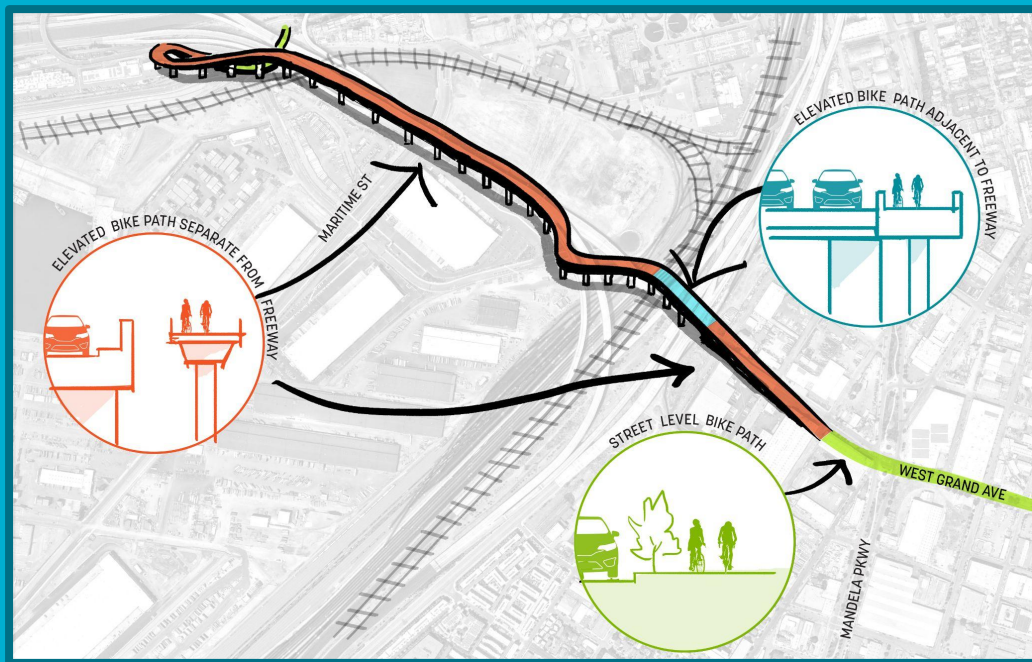 ELEVATED BIKE PATH SEPARATE FROM FREEWAY
MARITIME ST
ELEVATED BIKE PATH ADJACENT TO FREEWAY
STREET LEVEL BIKE PATH
WEST GRAND AVE
MANDELA PKWY